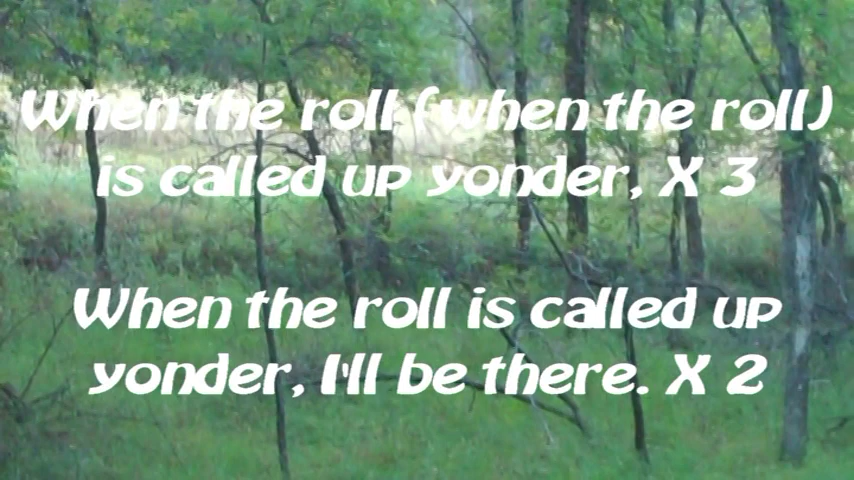 When the roll (when the roll)
is called up yonder, X 3
When the roll is called up
yonder, I'll be there. X 2